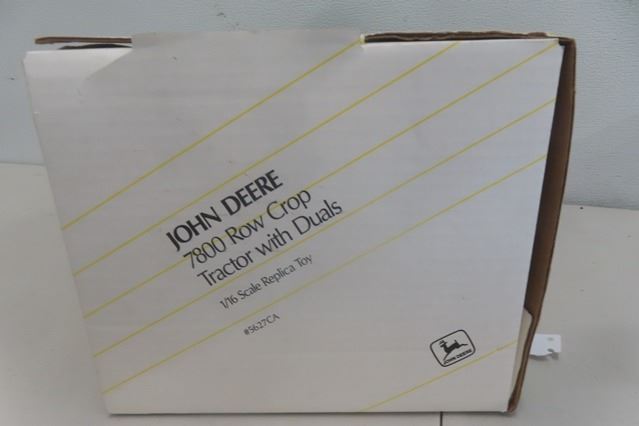 JOHN DEERE
7800 Row Crop
Tractor with Duals
1/16 Scale Replica Toy
#5627CA
JOHN DEERE